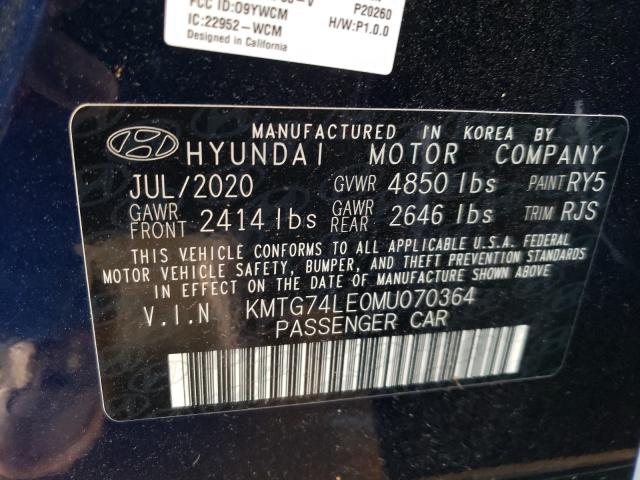 P20260
FCC ID:O9YWCM
H/W:P1.0.0
IC:22952-WCM
Designed in California
MANUFACTURED IN KOREA BY
HYUNDAI MOTOR COMPANY
JUL/2020 GVWR 4850 lbs PAINT RY5
GAWR FRONT 2414 lbs GAWR REAR 2646 lbs TRIM RJS
THIS VEHICLE CONFORMS TO ALL APPLICABLE U.S.A. FEDERAL
MOTOR VEHICLE SAFETY, BUMPER, AND THEFT PREVENTION STANDARDS
IN EFFECT ON THE DATE OF MANUFACTURE SHOWN ABOVE
V.I.N KMTG74LE0MU070364
PASSENGER CAR